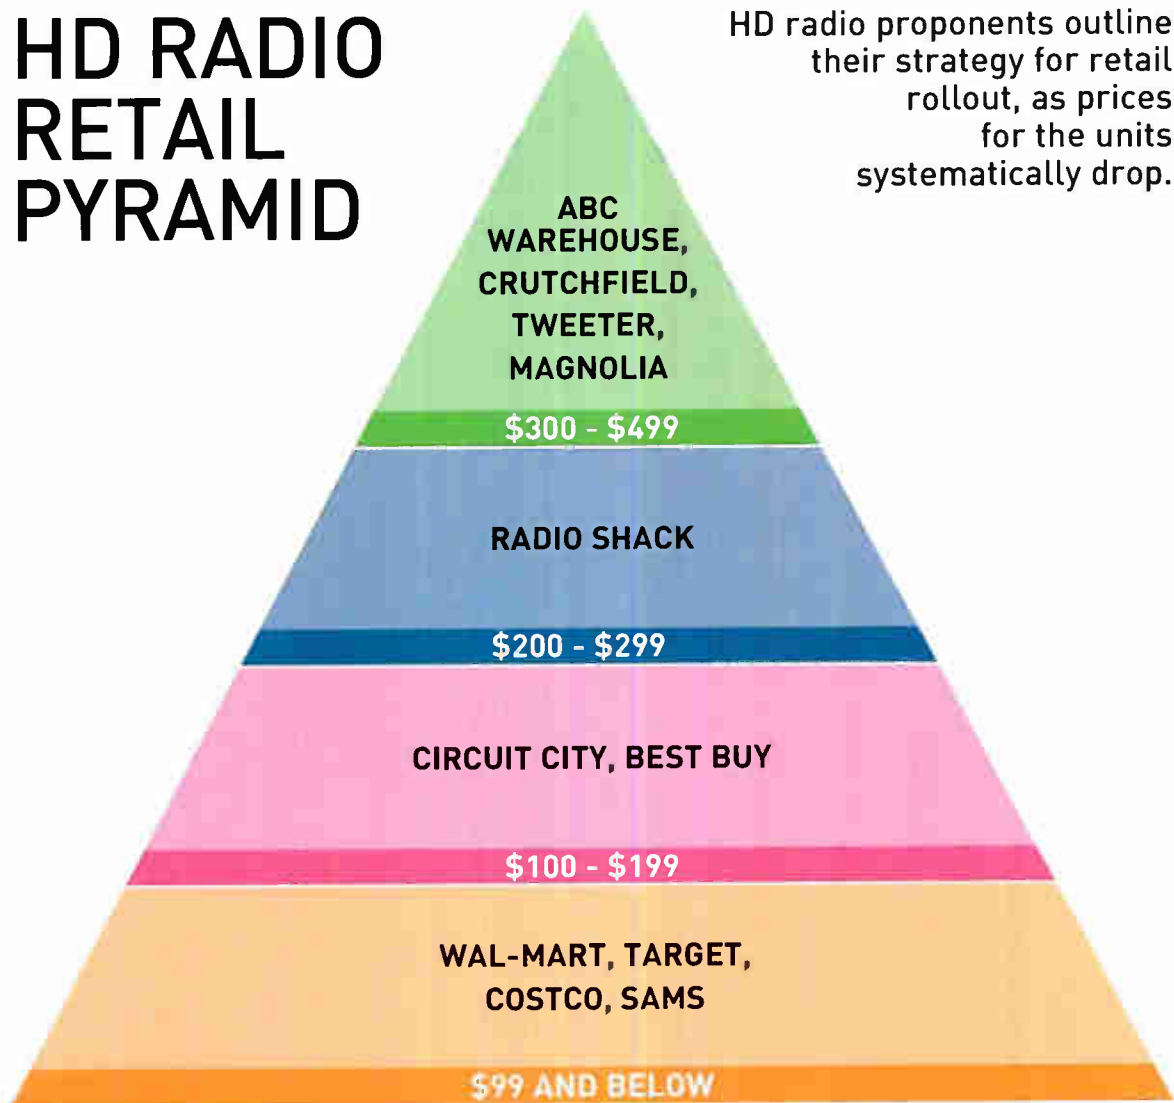 HD RADIO
RETAIL
PYRAMID
HD radio proponents outline
their strategy for retail
rollout, as prices
for the units
systematically drop.
ABC
WAREHOUSE,
CRUTCHFIELD,
TWEETER,
MAGNOLIA
$300 - $499
RADIO SHACK
$200 - $299
CIRCUIT CITY, BEST BUY
$100 - $199
WAL-MART, TARGET,
COSTCO, SAMS
$99 AND BELOW